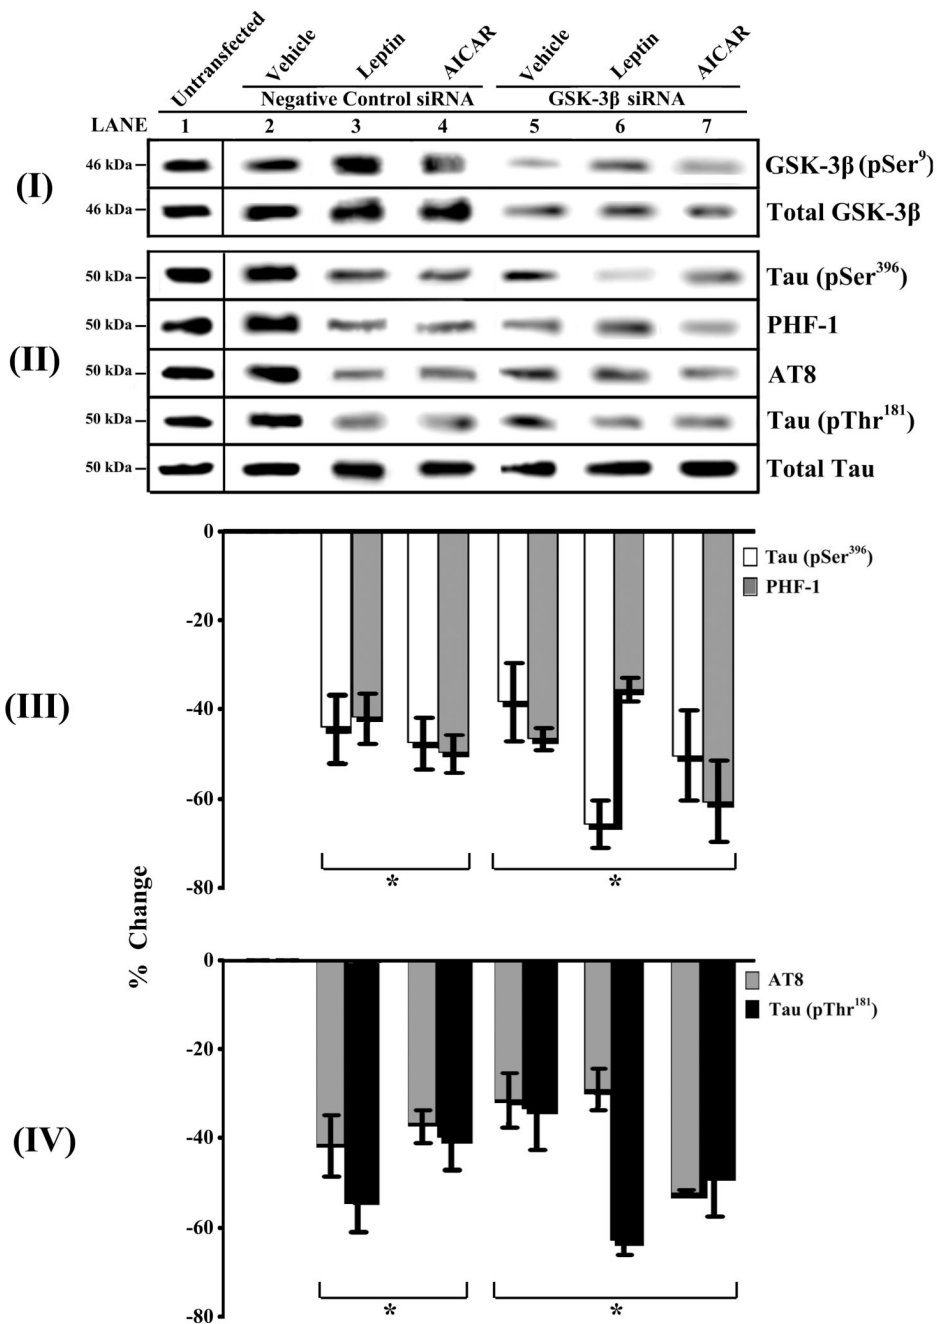 Untransfected Vehicle Leptin AICAR Vehicle Leptin AICAR
Negative Control siRNA GSK-3β siRNA
LANE 1 2 3 4 5 6 7
(I)
46 kDa GSK-3β (pSer⁹)
46 kDa Total GSK-3β
(II)
50 kDa Tau (pSer³⁹⁶)
50 kDa PHF-1
50 kDa AT8
50 kDa Tau (pThr¹⁸¹)
50 kDa Total Tau
(III)
% Change
0
-20
-40
-60
-80
Tau (pSer³⁹⁶)
PHF-1
* *
(IV)
0
-20
-40
-60
-80
AT8
Tau (pThr¹⁸¹)
* *